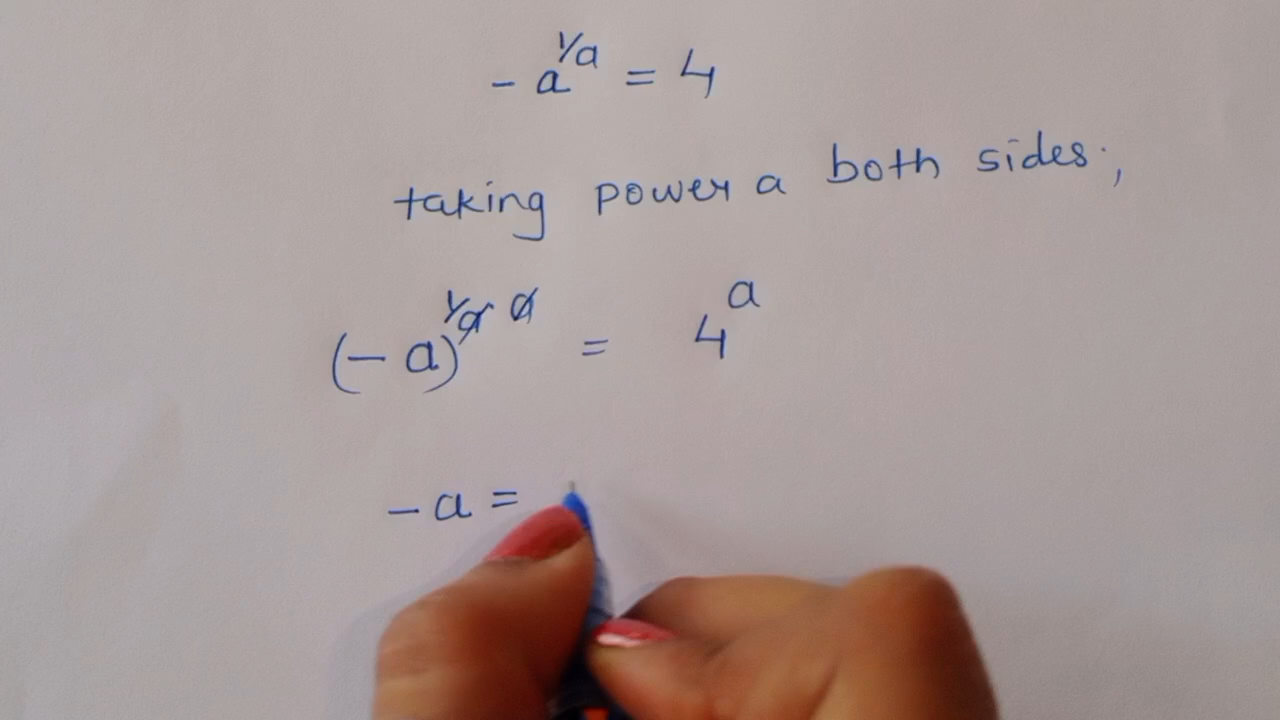 - a^{1/a} = 4
taking power a both sides.,
(- a)^{1/a a} = 4^a
- a =